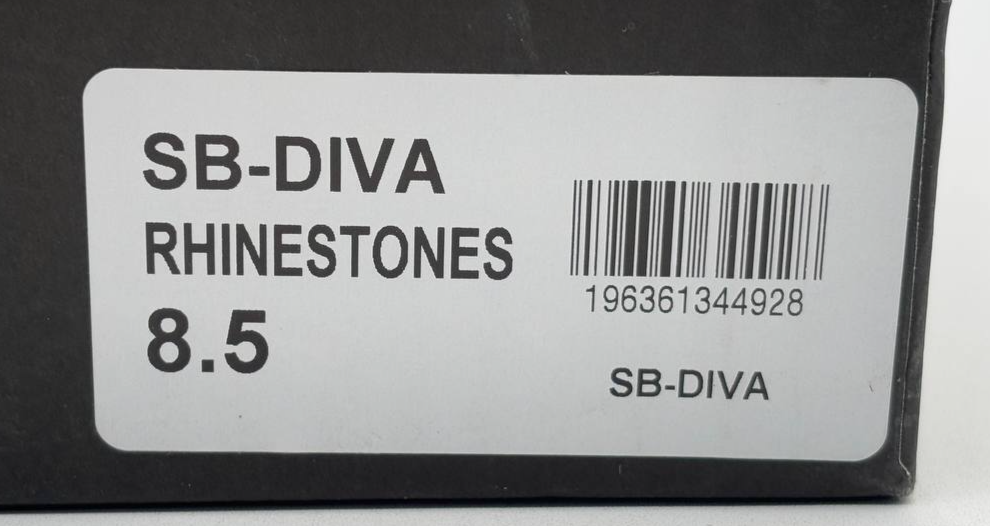 SB-DIVA
RHINESTONES
8.5
196361344928
SB-DIVA